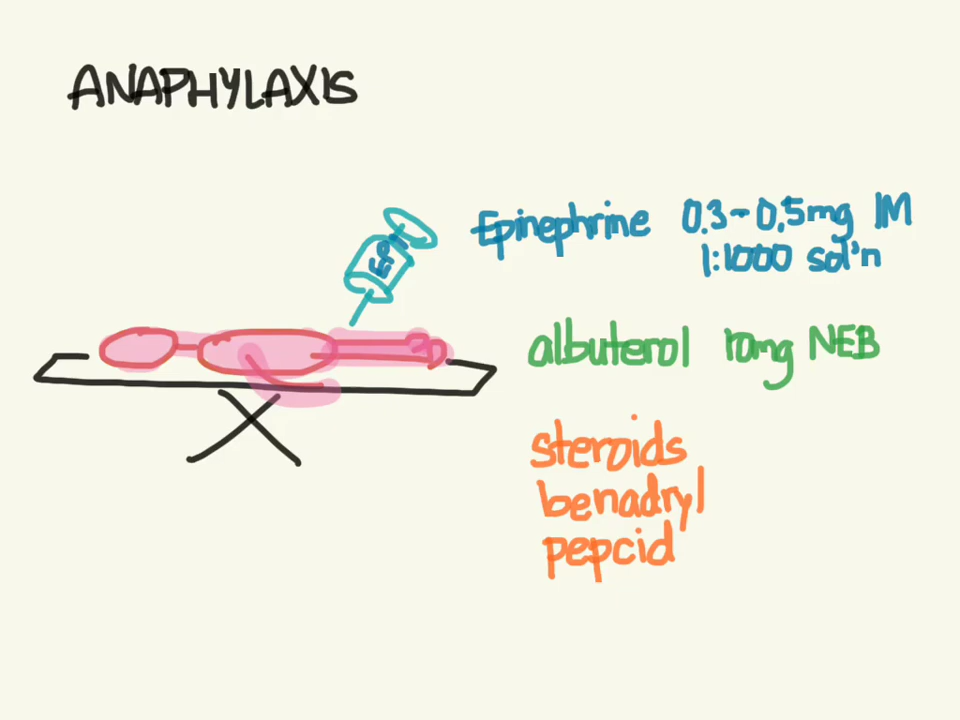 ANAPHYLAXIS
EPI
Epinephrine 0.3-0.5mg IM
1:1000 sol'n
albuterol 10mg NEB
steroids
benadryl
pepcid